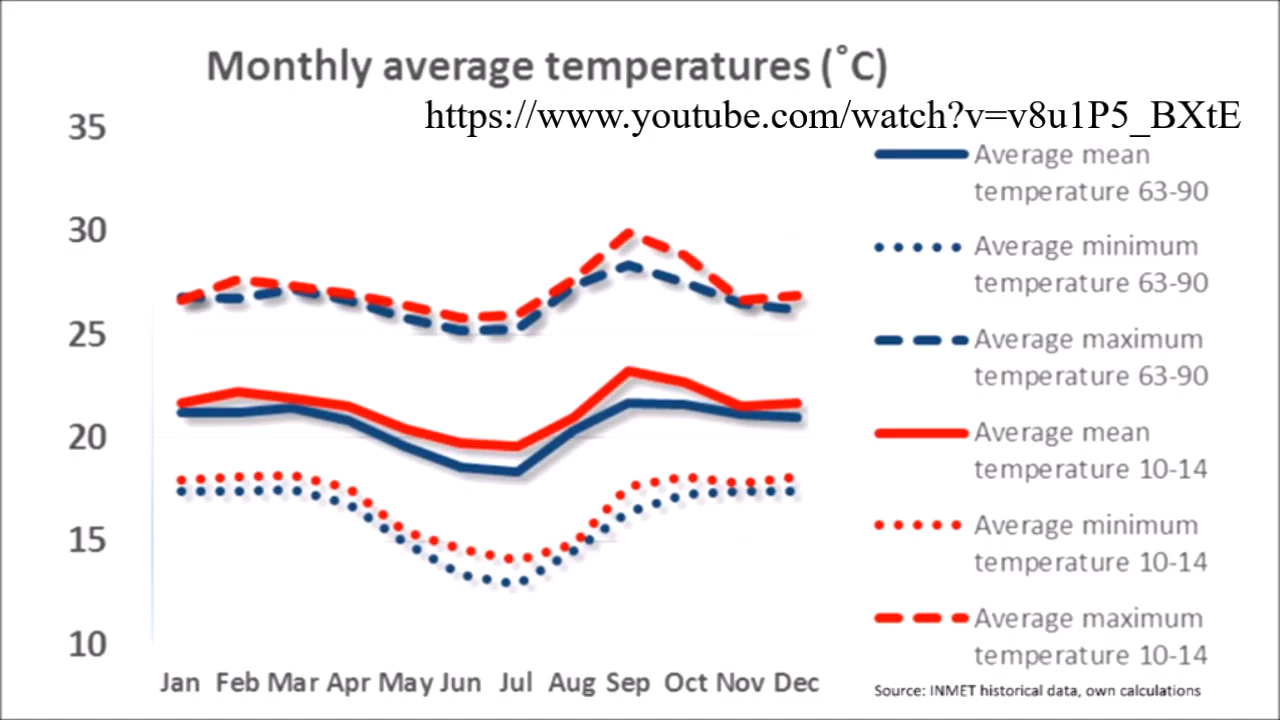 Monthly average temperatures (˚C)
https://www.youtube.com/watch?v=v8u1P5_BXtE
35
30
25
20
15
10
Jan Feb Mar Apr May Jun Jul Aug Sep Oct Nov Dec
Average mean
temperature 63-90
Average minimum
temperature 63-90
Average maximum
temperature 63-90
Average mean
temperature 10-14
Average minimum
temperature 10-14
Average maximum
temperature 10-14
Source: INMET historical data, own calculations